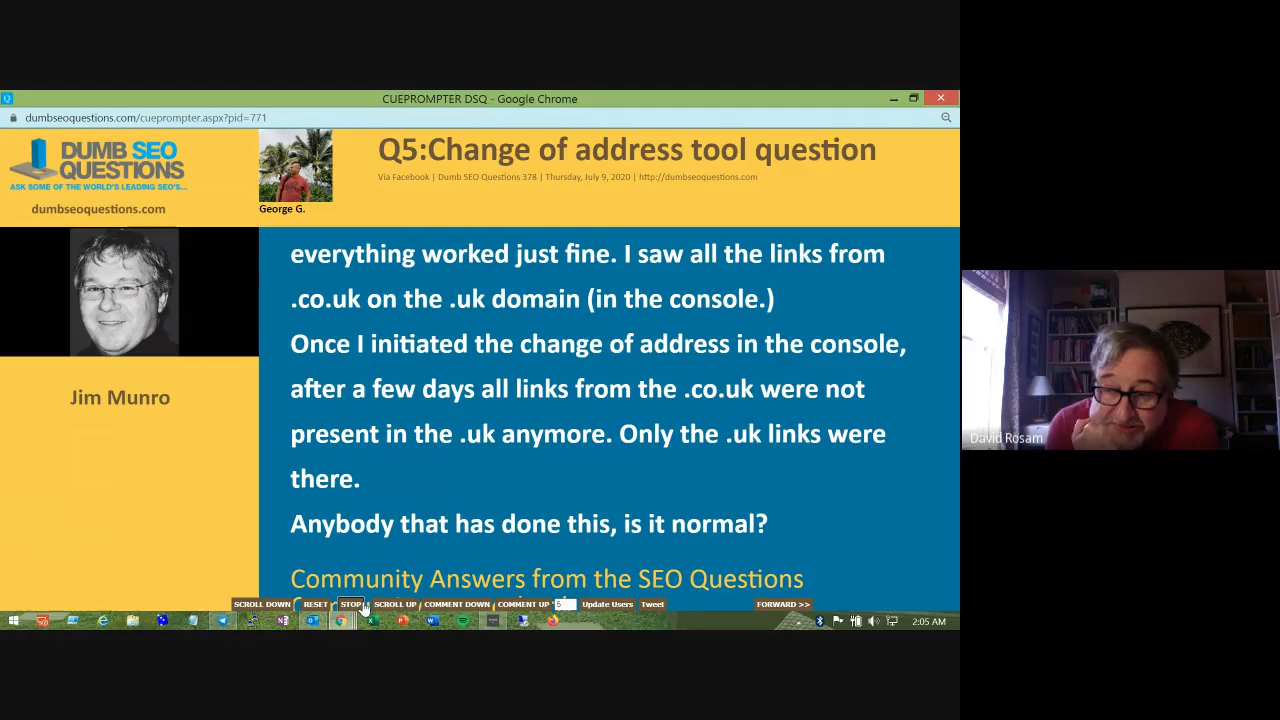 CUEPROMPTER DSQ - Google Chrome
dumbseoquestions.com/cueprompter.aspx?pid=771
DUMB SEO
QUESTIONS
ASK SOME OF THE WORLD'S LEADING SEO'S...
dumbseoquestions.com
George G.
Q5:Change of address tool question
Via Facebook | Dumb SEO Questions 378 | Thursday, July 9, 2020 | http://dumbseoquestions.com
Jim Munro
everything worked just fine. I saw all the links from
.co.uk on the .uk domain (in the console.)
Once I initiated the change of address in the console,
after a few days all links from the .co.uk were not
present in the .uk anymore. Only the .uk links were
there.
Anybody that has done this, is it normal?
Community Answers from the SEO Questions
SCROLL DOWN RESET STOP SCROLL UP COMMENT DOWN COMMENT UP 5 Update Users Tweet FORWARD >>
2:05 AM
David Rosam